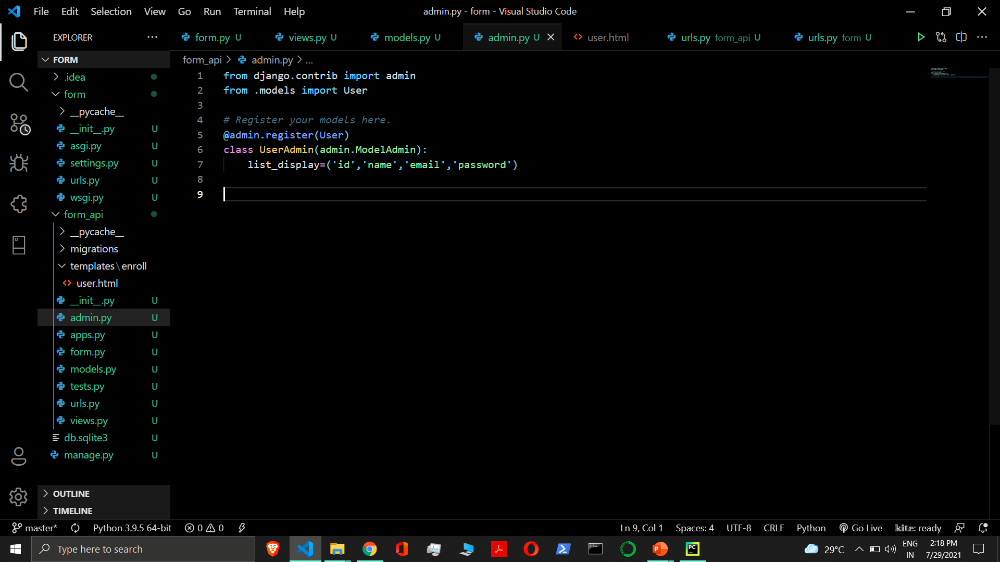 File Edit Selection View Go Run Terminal Help
admin.py - form - Visual Studio Code
EXPLORER
form.py U
views.py U
models.py U
admin.py U
user.html
urls.py form_api U
urls.py form U
FORM
.idea
form
__pycache__
__init__.py U
asgi.py U
settings.py U
urls.py U
wsgi.py U
form_api
__pycache__
migrations
templates\enroll
user.html
__init__.py U
admin.py U
apps.py U
form.py U
models.py U
tests.py U
urls.py U
views.py U
db.sqlite3 U
manage.py U
OUTLINE
TIMELINE
form_api > admin.py > ...
1 from django.contrib import admin
2 from .models import User
3
4 # Register your models here.
5 @admin.register(User)
6 class UserAdmin(admin.ModelAdmin):
7 list_display=('id','name','email','password')
8
9
master* Python 3.9.5 64-bit 0 0 Ln 9, Col 1 Spaces: 4 UTF-8 CRLF Python Go Live kite: ready
Type here to search
PC
29°C
ENG
IN
2:18 PM
7/29/2021